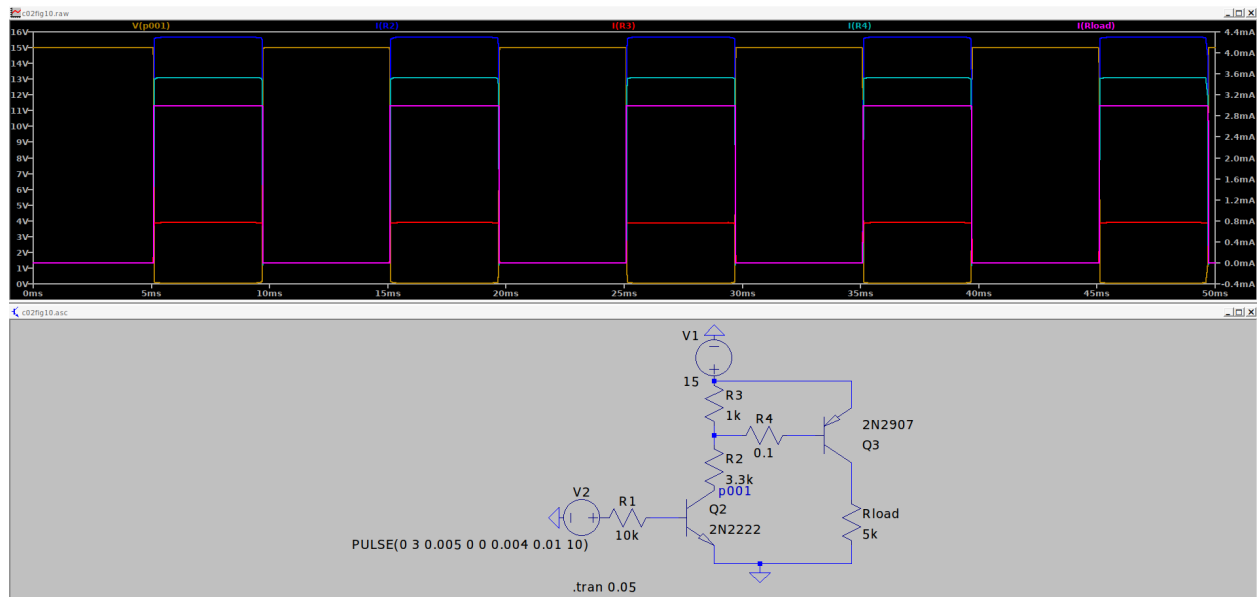 c02fig10.raw
V(p001) I(R2) I(R3) I(R4) I(Rload)
16V 4.4mA
15V
14V 4.0mA
13V 3.6mA
12V 3.2mA
11V
10V 2.8mA
9V 2.4mA
8V
7V 2.0mA
6V 1.6mA
5V 1.2mA
4V
3V 0.8mA
2V 0.4mA
1V 0.0mA
0V -0.4mA
0ms 5ms 10ms 15ms 20ms 25ms 30ms 35ms 40ms 45ms 50ms
c02fig10.asc
V1
15
R3
1k
R4
0.1
2N2907
Q3
R2
3.3k
p001
V2
R1
10k
Q2
2N2222
Rload
5k
PULSE(0 3 0.005 0 0 0.004 0.01 10)
.tran 0.05